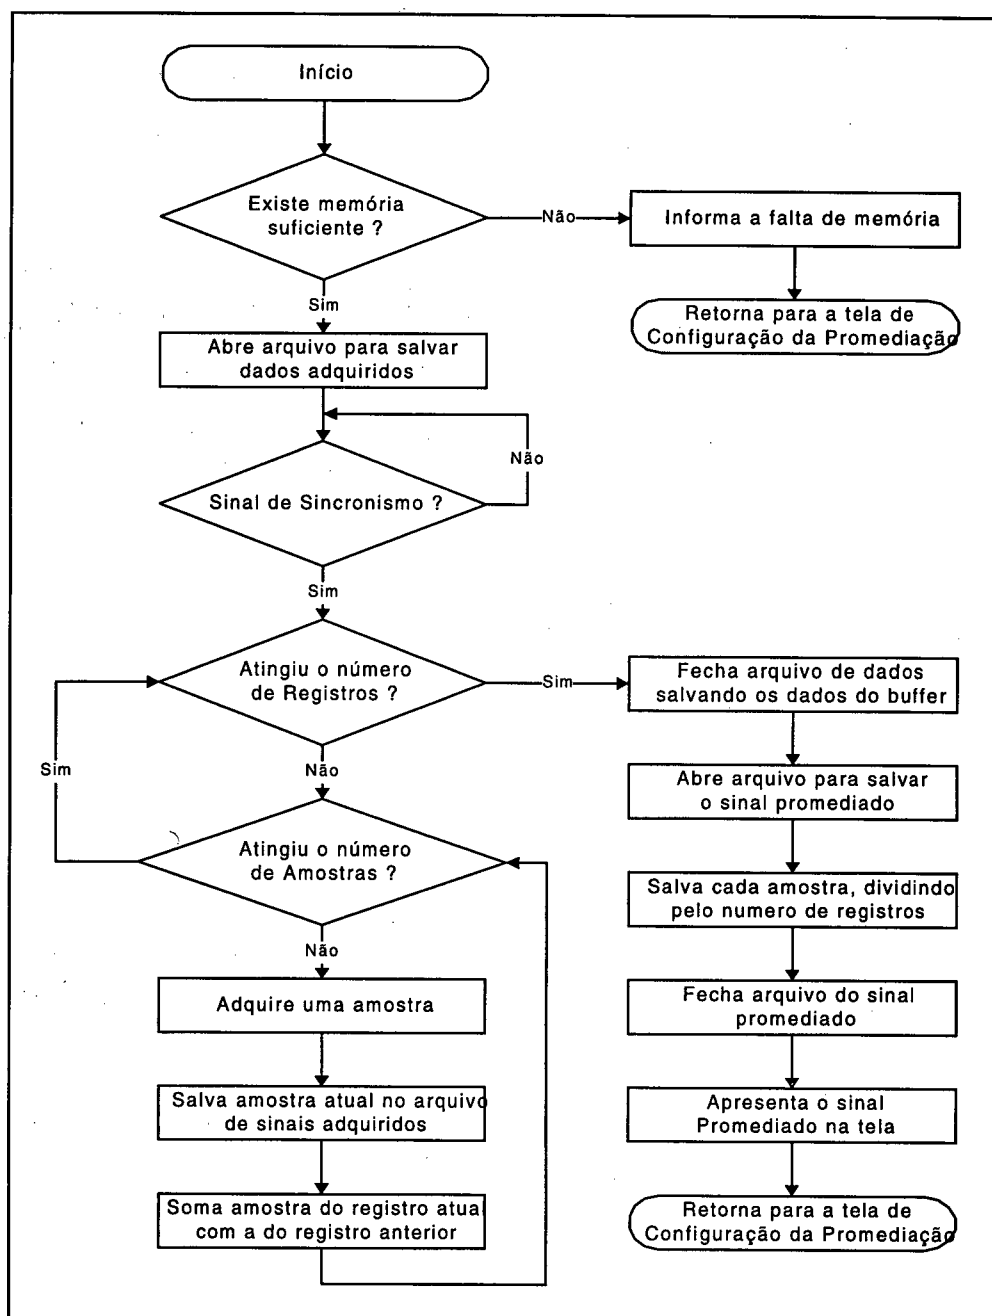 Início
Existe memória
suficiente ?
Não
Informa a falta de memória
Retorna para a tela de
Configuração da Promediação
Sim
Abre arquivo para salvar
dados adquiridos
Não
Sinal de Sincronismo ?
Sim
Atingiu o número
de Registros ?
Sim
Fecha arquivo de dados
salvando os dados do buffer
Sim
Não
Abre arquivo para salvar
o sinal promediado
Atingiu o número
de Amostras ?
Salva cada amostra, dividindo
pelo numero de registros
Não
Adquire uma amostra
Fecha arquivo do sinal
promediado
Salva amostra atual no arquivo
de sinais adquiridos
Apresenta o sinal
Promediado na tela
Soma amostra do registro atual
com a do registro anterior
Retorna para a tela de
Configuração da Promediação